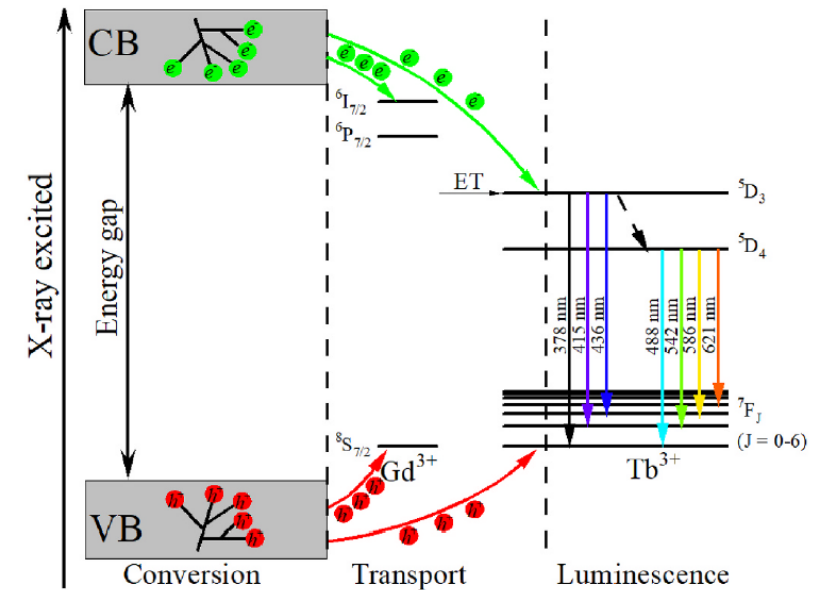 CB
e⁻ e⁻ e⁻ e⁻ e⁻
e⁻ e⁻ e⁻ e⁻ e⁻ e⁻
⁶I₇/₂
⁶P₇/₂
ET
⁵D₃
⁵D₄
X-ray excited
Energy gap
378 nm
415 nm
436 nm
488 nm
542 nm
586 nm
621 nm
⁷F_J
(J = 0-6)
⁸S₇/₂
Gd³⁺
Tb³⁺
VB
h⁺ h⁺ h⁺ h⁺ h⁺
h⁺ h⁺ h⁺ h⁺ h⁺ h⁺
Conversion
Transport
Luminescence